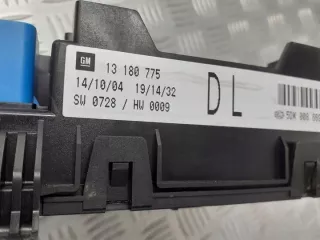 GM 13 180 775
14/10/04 19/14/32
SW 0728 / HW 0009
DL